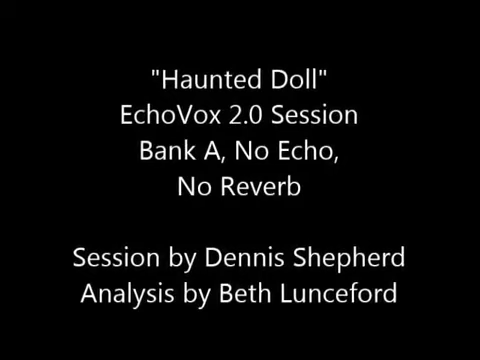 "Haunted Doll"
EchoVox 2.0 Session
Bank A, No Echo,
No Reverb
Session by Dennis Shepherd
Analysis by Beth Lunceford